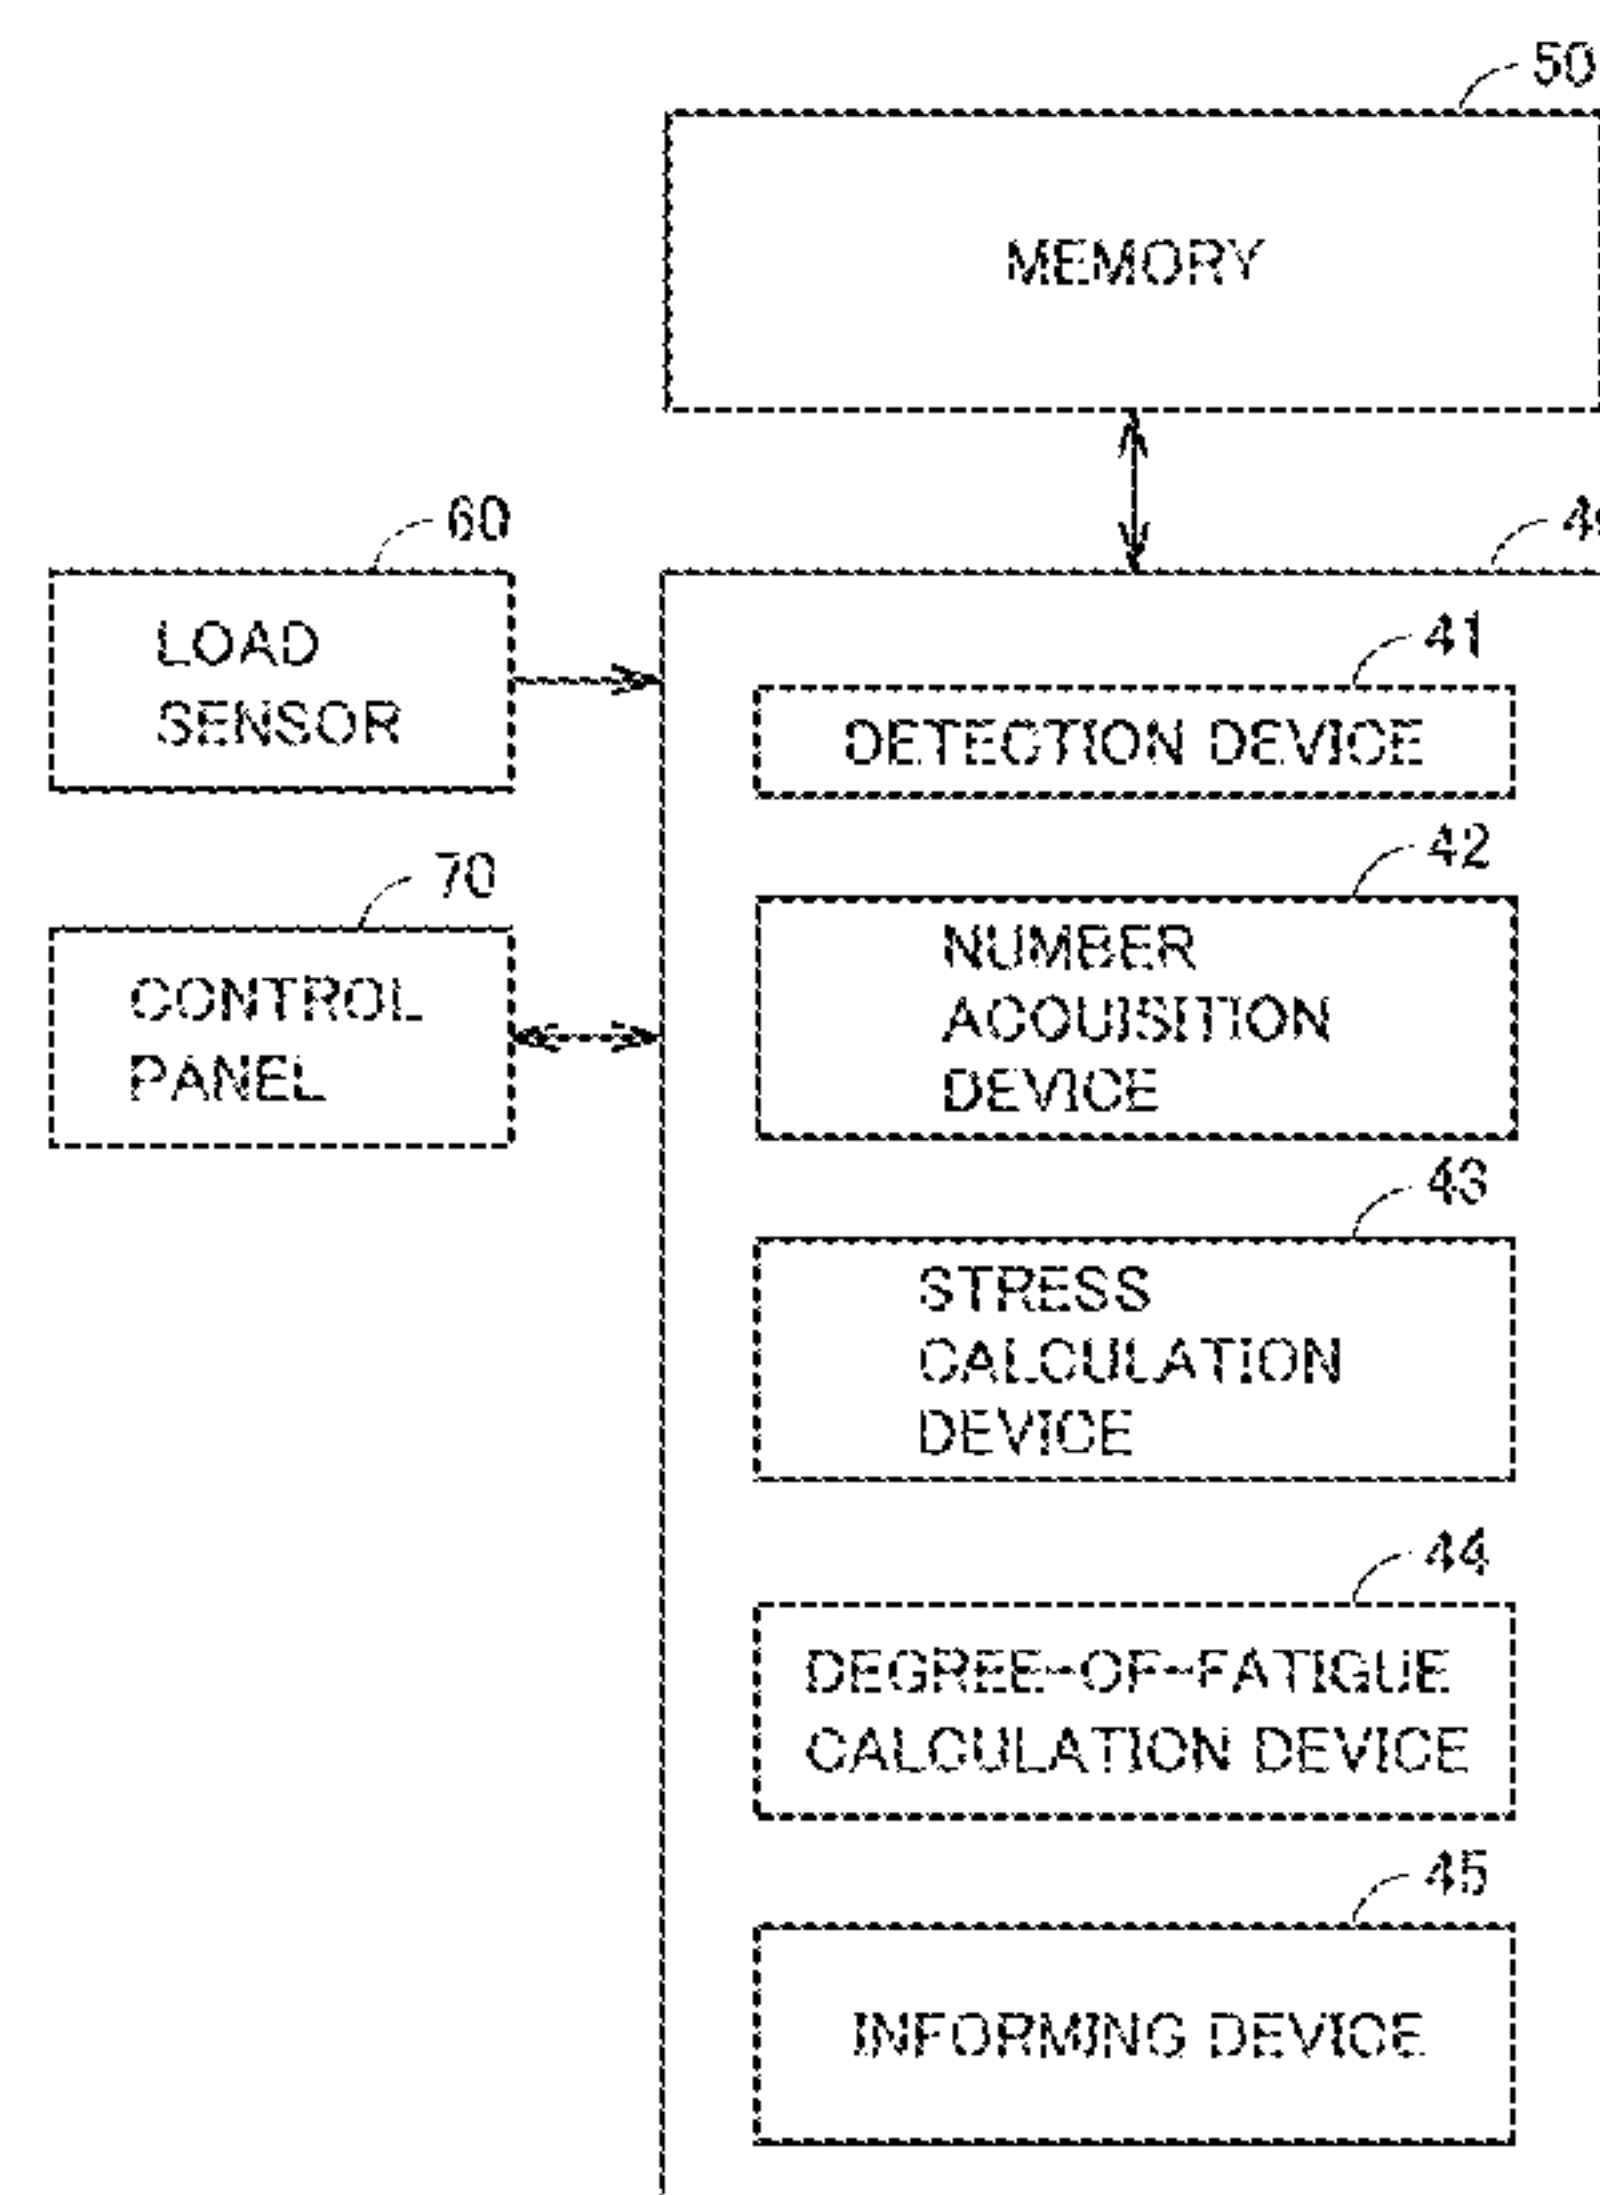 50
MEMORY
60
LOAD
SENSOR
41
DETECTION DEVICE
70
CONTROL
PANEL
42
NUMBER
ACQUISITION
DEVICE
43
STRESS
CALCULATION
DEVICE
44
DEGREE-OF-FATIGUE
CALCULATION DEVICE
45
INFORMING DEVICE